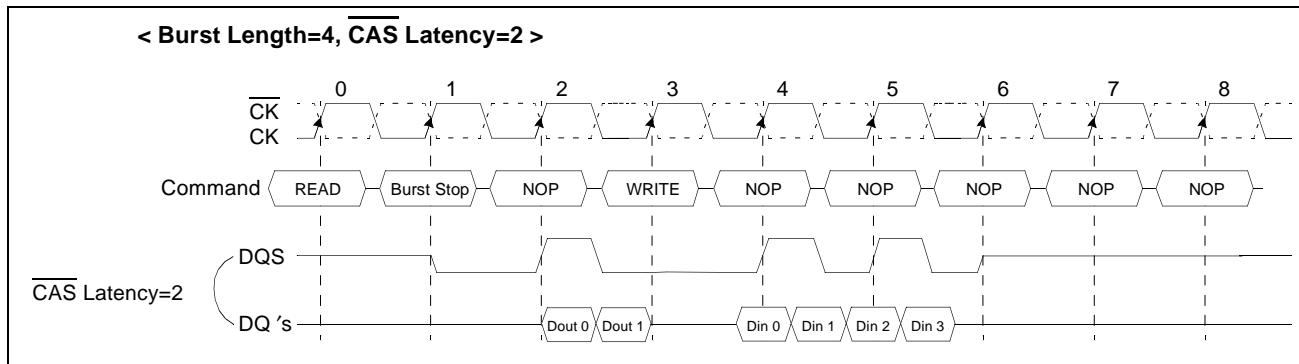 < Burst Length=4, CAS Latency=2 >
0 1 2 3 4 5 6 7 8
CK
CK
Command READ Burst Stop NOP WRITE NOP NOP NOP NOP NOP
DQS
CAS Latency=2
DQ 's Dout 0 Dout 1 Din 0 Din 1 Din 2 Din 3